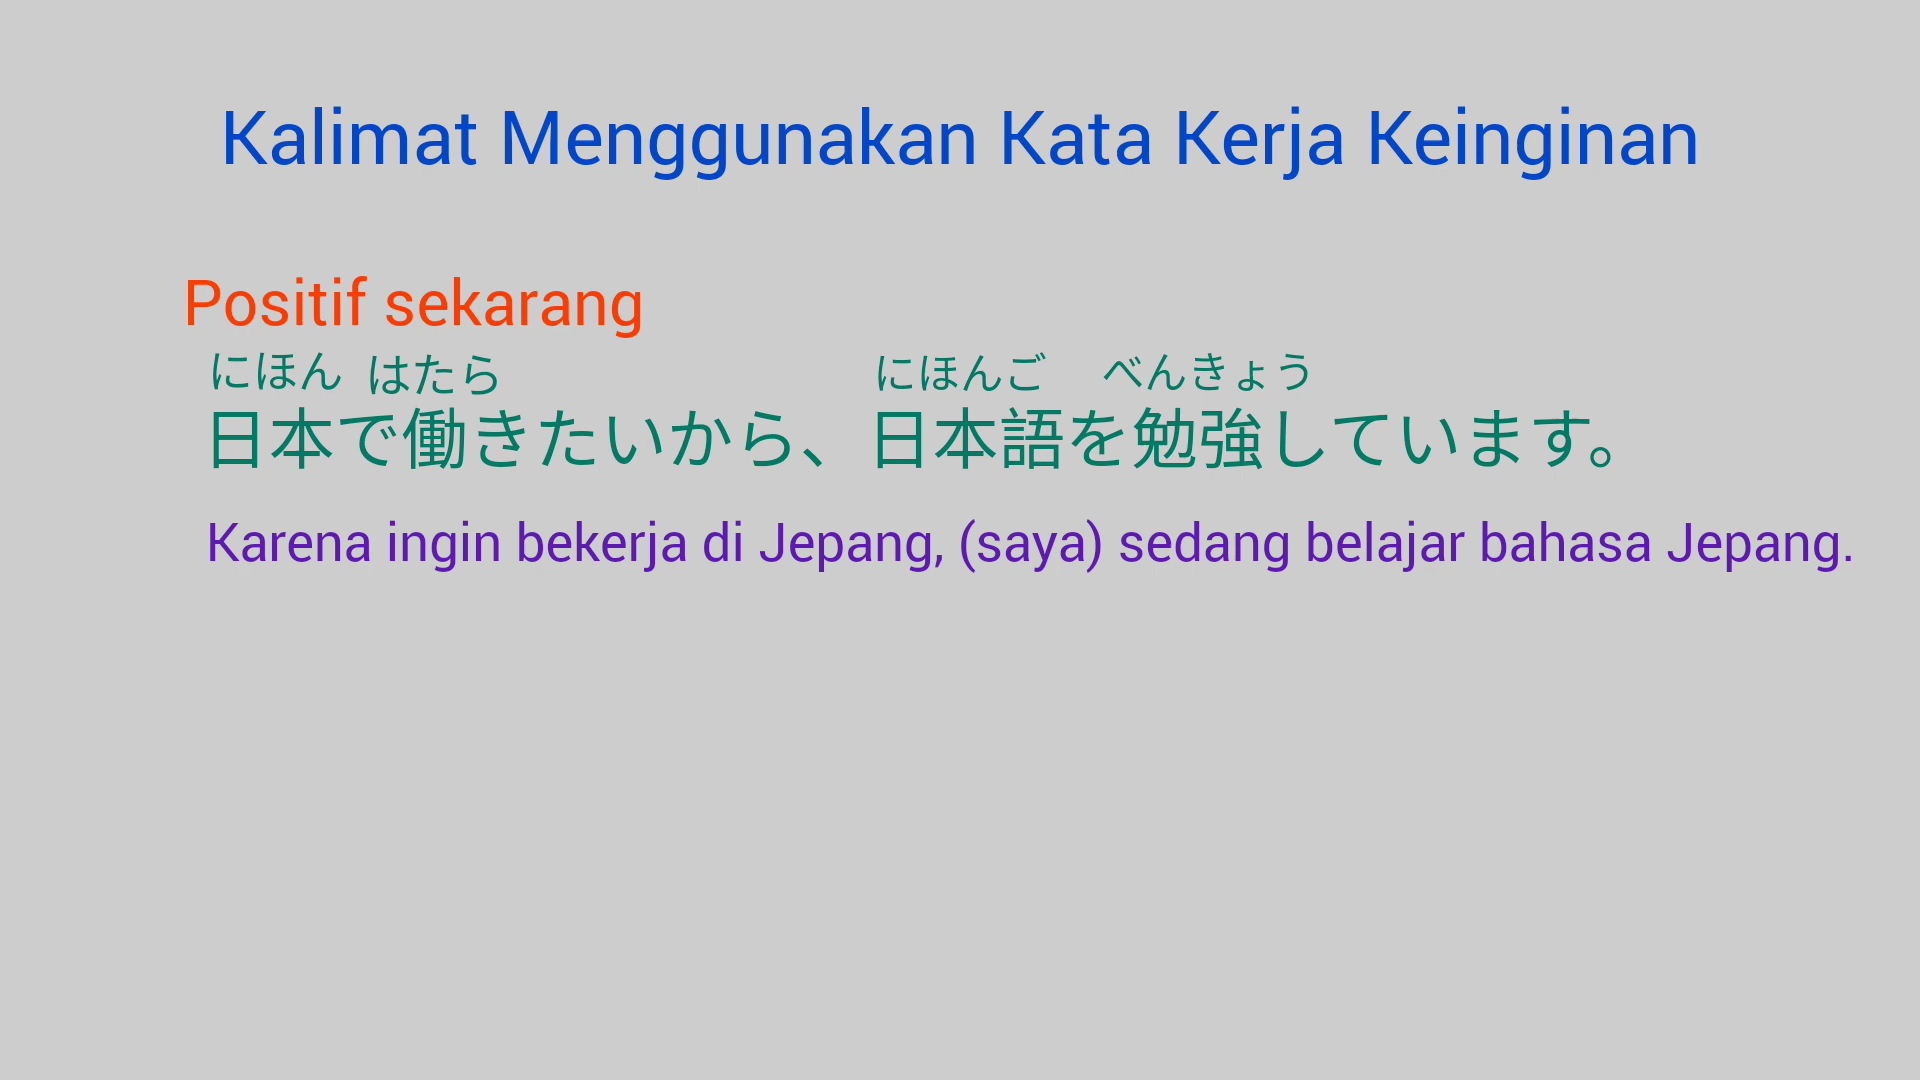 Kalimat Menggunakan Kata Kerja Keinginan
Positif sekarang
にほん はたら にほんご べんきょう
日本で働きたいから、日本語を勉強しています。
Karena ingin bekerja di Jepang, (saya) sedang belajar bahasa Jepang.